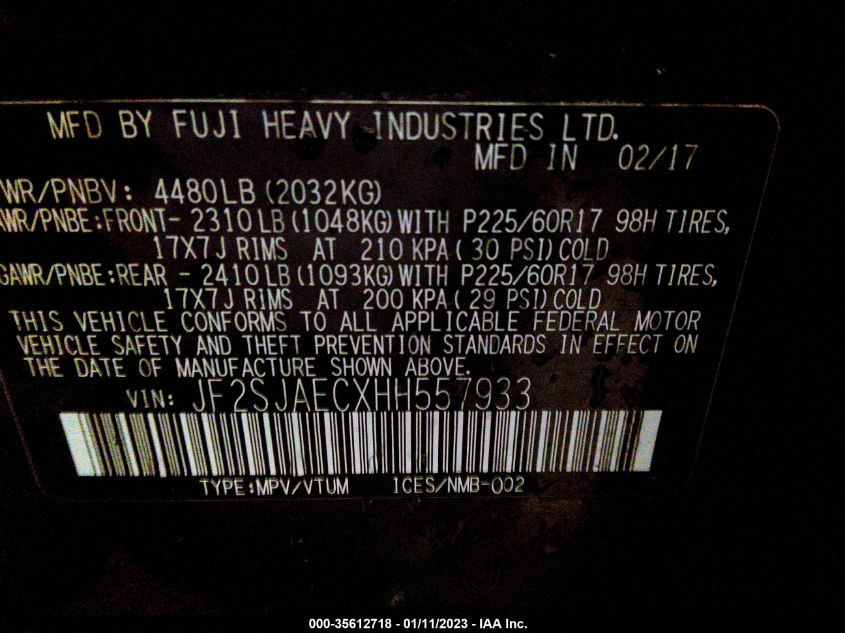 MFD BY FUJI HEAVY INDUSTRIES LTD.
MFD IN 02/17
WR/PNBV: 4480LB (2032KG)
AWR/PNBE:FRONT- 2310LB (1048KG) WITH P225/60R17 98H TIRES,
17X7J RIMS AT 210 KPA ( 30 PSI) COLD
GAWR/PNBE:REAR - 2410LB (1093KG) WITH P225/60R17 98H TIRES,
17X7J RIMS AT 200 KPA ( 29 PSI) COLD
THIS VEHICLE CONFORMS TO ALL APPLICABLE FEDERAL MOTOR
VEHICLE SAFETY AND THEFT PREVENTION STANDARDS IN EFFECT ON
THE DATE OF MANUFACTURE SHOWN ABOVE.
VIN: JF2SJAECXHH557933
TYPE:MPV/VTUM ICES/NMB-002
000-35612718 - 01/11/2023 - IAA Inc.